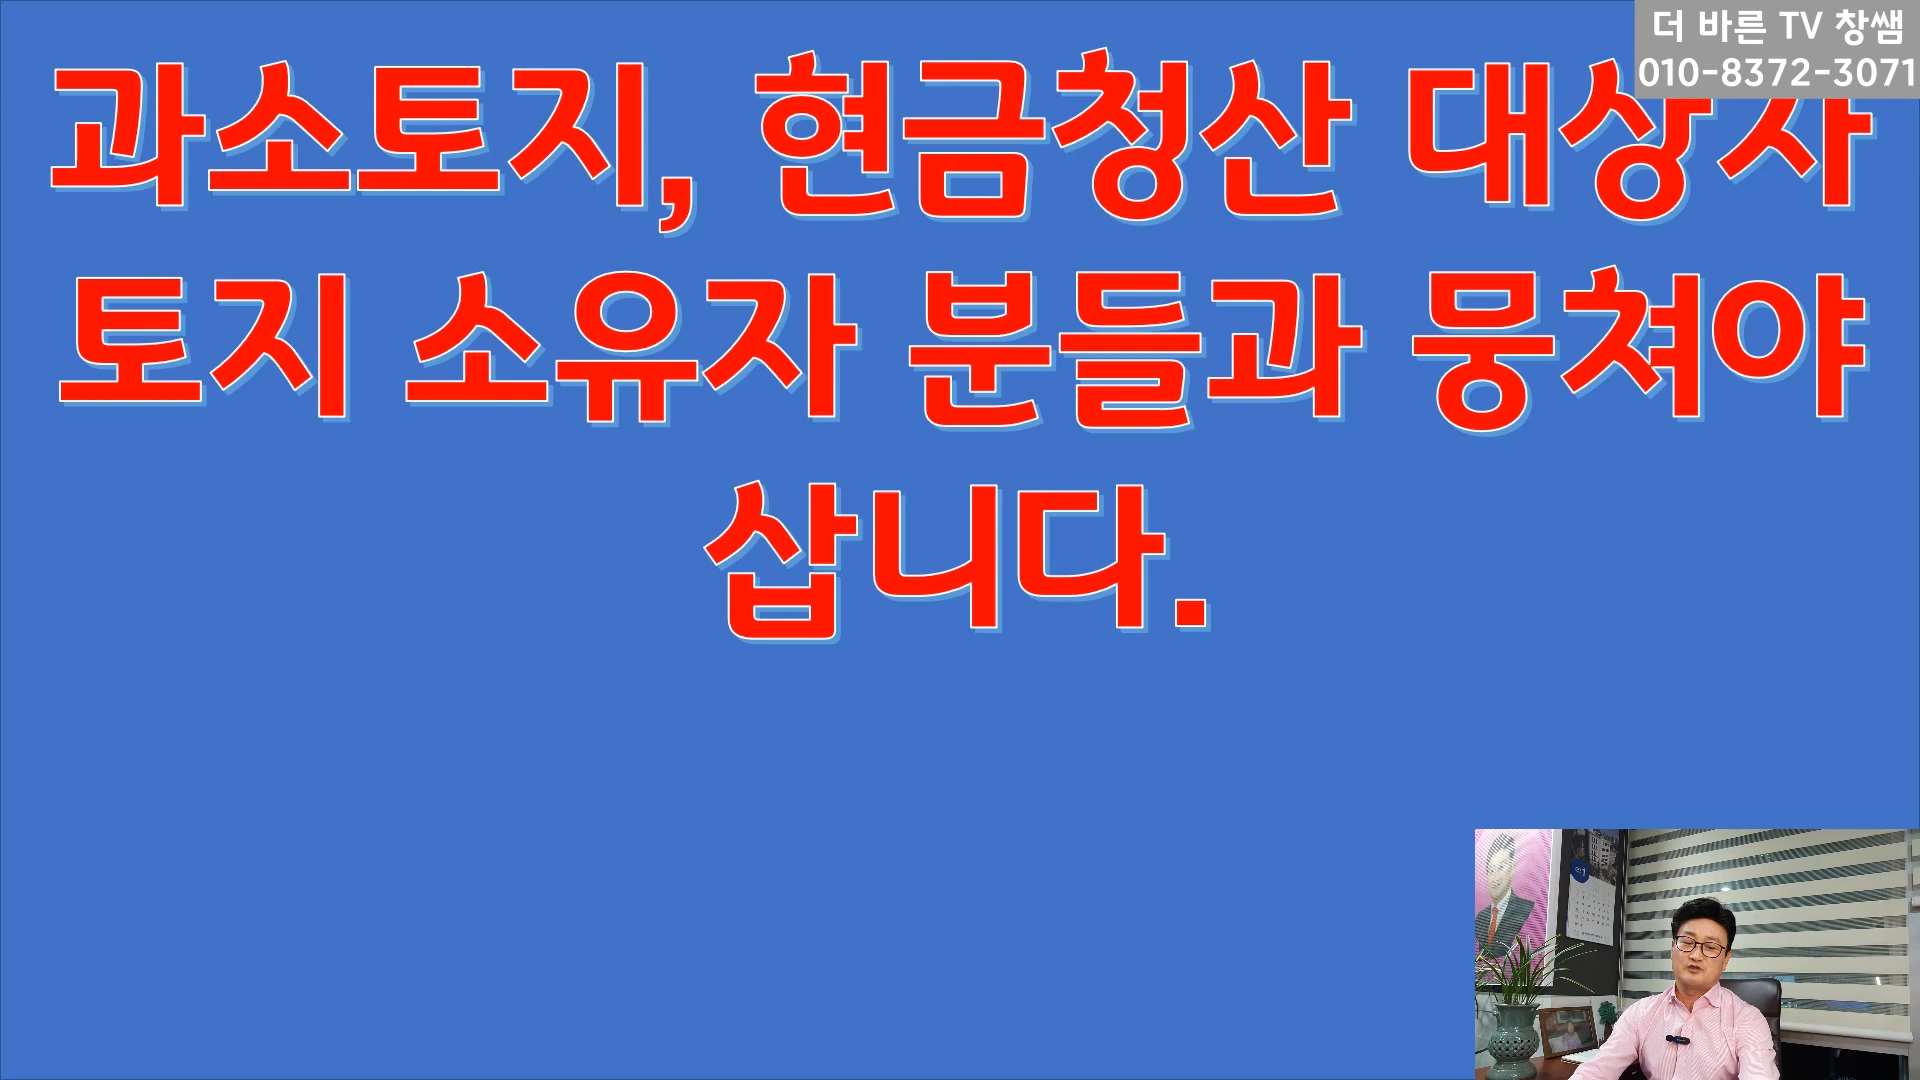 더 바른 TV 창쌤
010-8372-3071
과소토지, 현금청산 대상자
토지 소유자 분들과 뭉쳐야
삽니다.